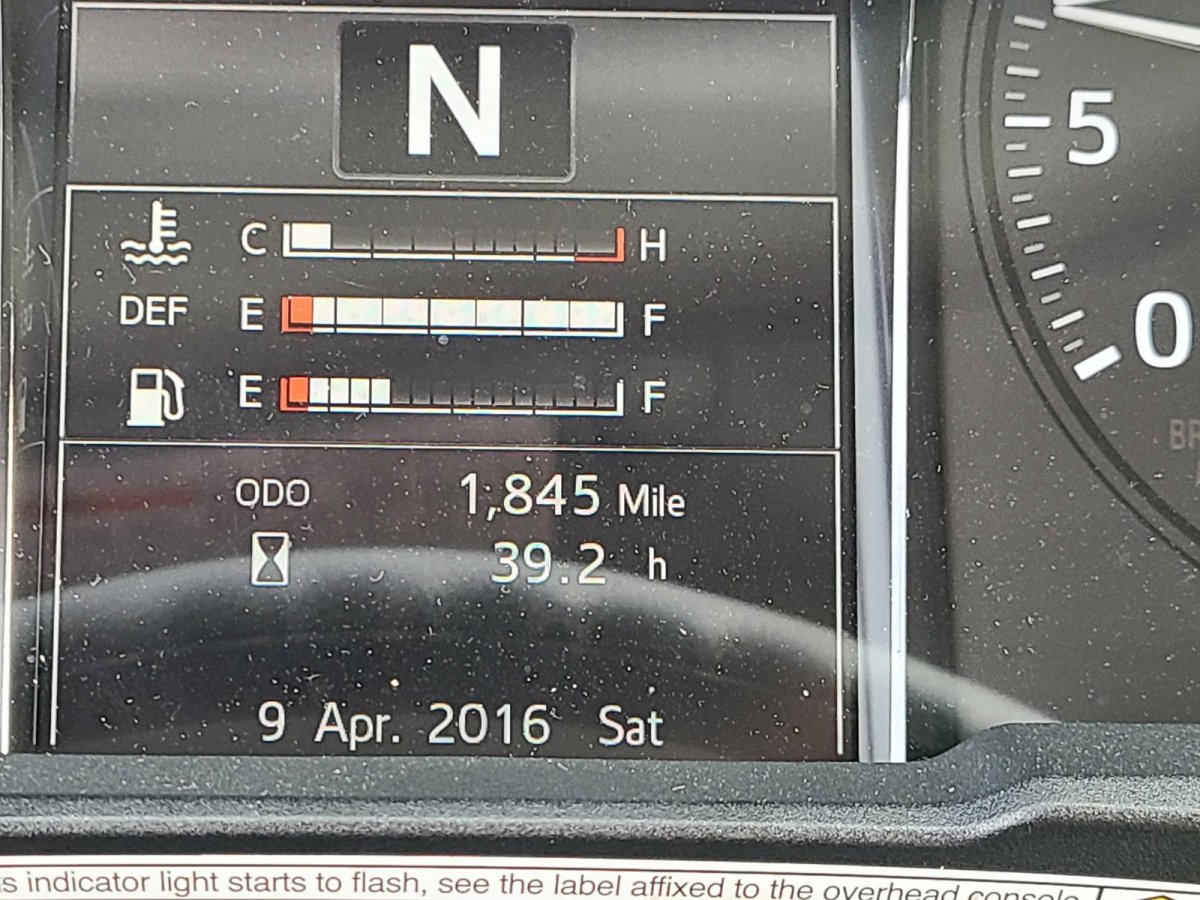 N
C H
DEF E F
E F
ODO 1,845 Mile
39.2 h
9 Apr. 2016 Sat
5
0
indicator light starts to flash, see the label affixed to the overhead console